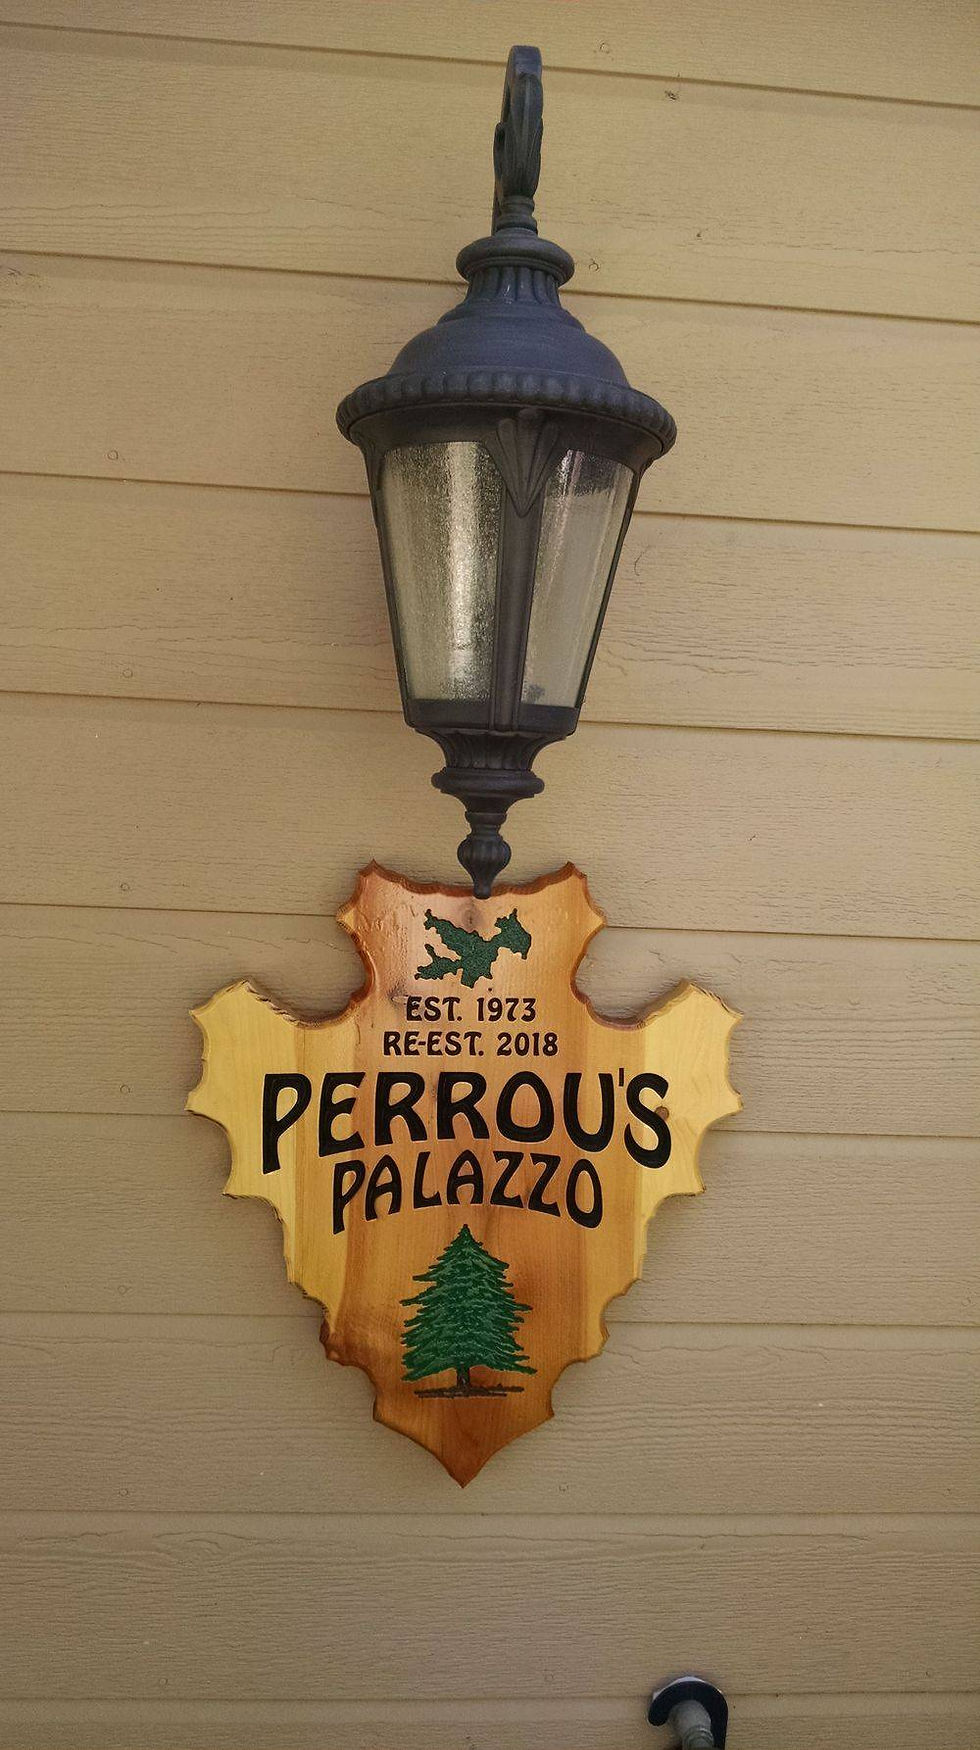 EST. 1973
RE-EST. 2018
PERROU'S
PALAZZO